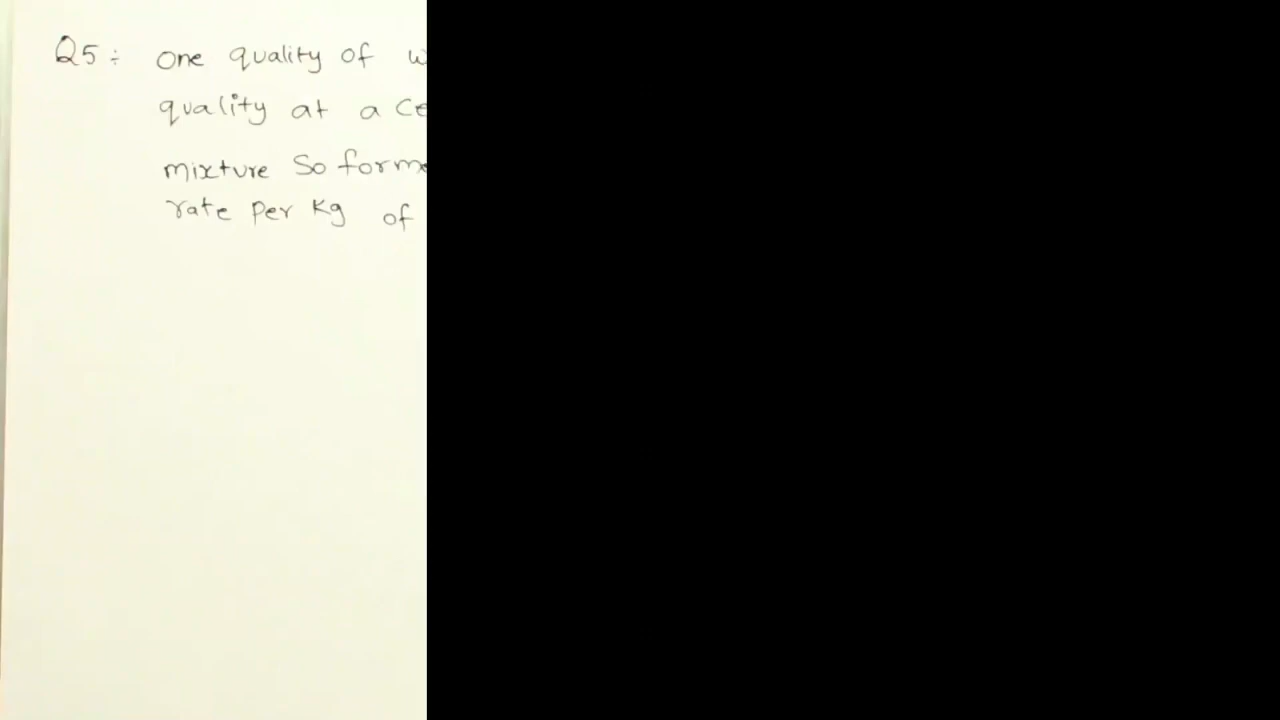 Q5÷ One quality of
quality at a
mixture so
rate per Kg of